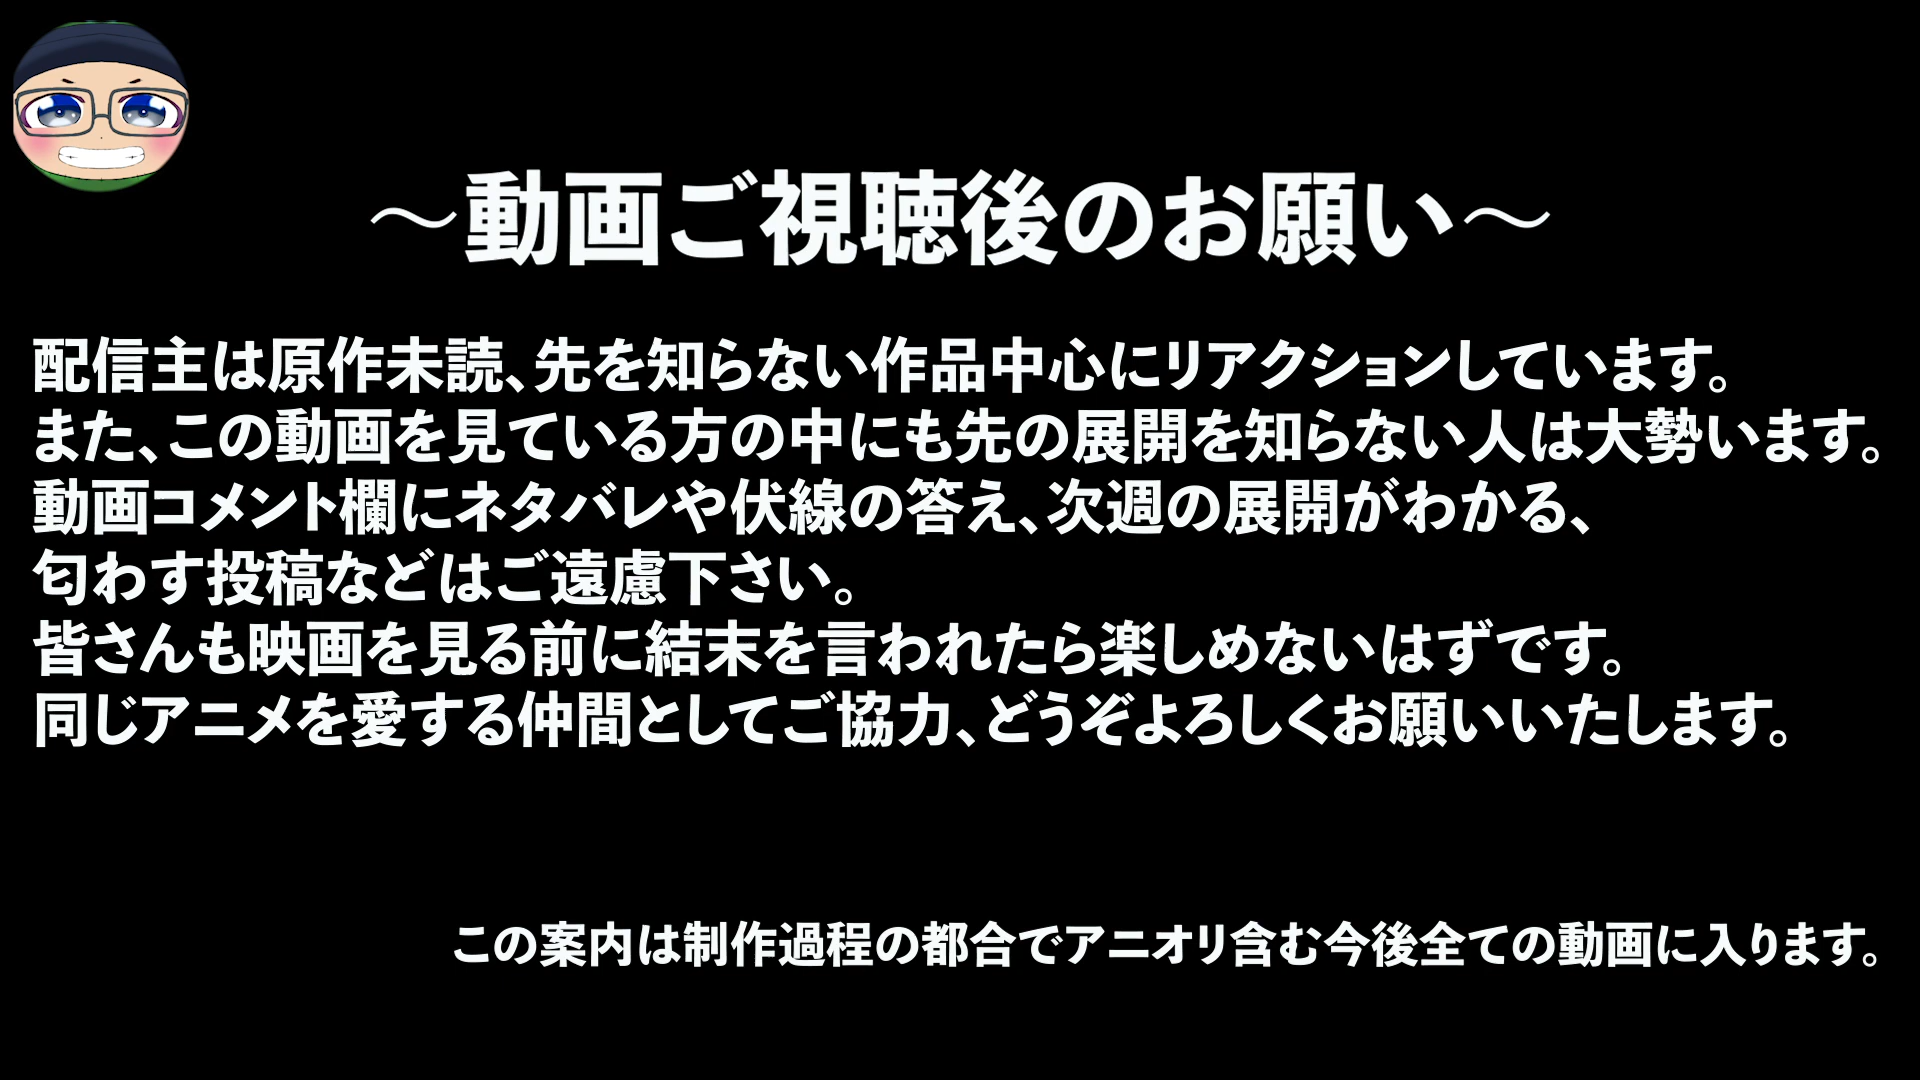 ～動画ご視聴後のお願い～
配信主は原作未読、先を知らない作品中心にリアクションしています。
また、この動画を見ている方の中にも先の展開を知らない人は大勢います。
動画コメント欄にネタバレや伏線の答え、次週の展開がわかる、
匂わす投稿などはご遠慮下さい。
皆さんも映画を見る前に結末を言われたら楽しめないはずです。
同じアニメを愛する仲間としてご協力、どうぞよろしくお願いいたします。
この案内は制作過程の都合でアニオリ含む今後全ての動画に入ります。